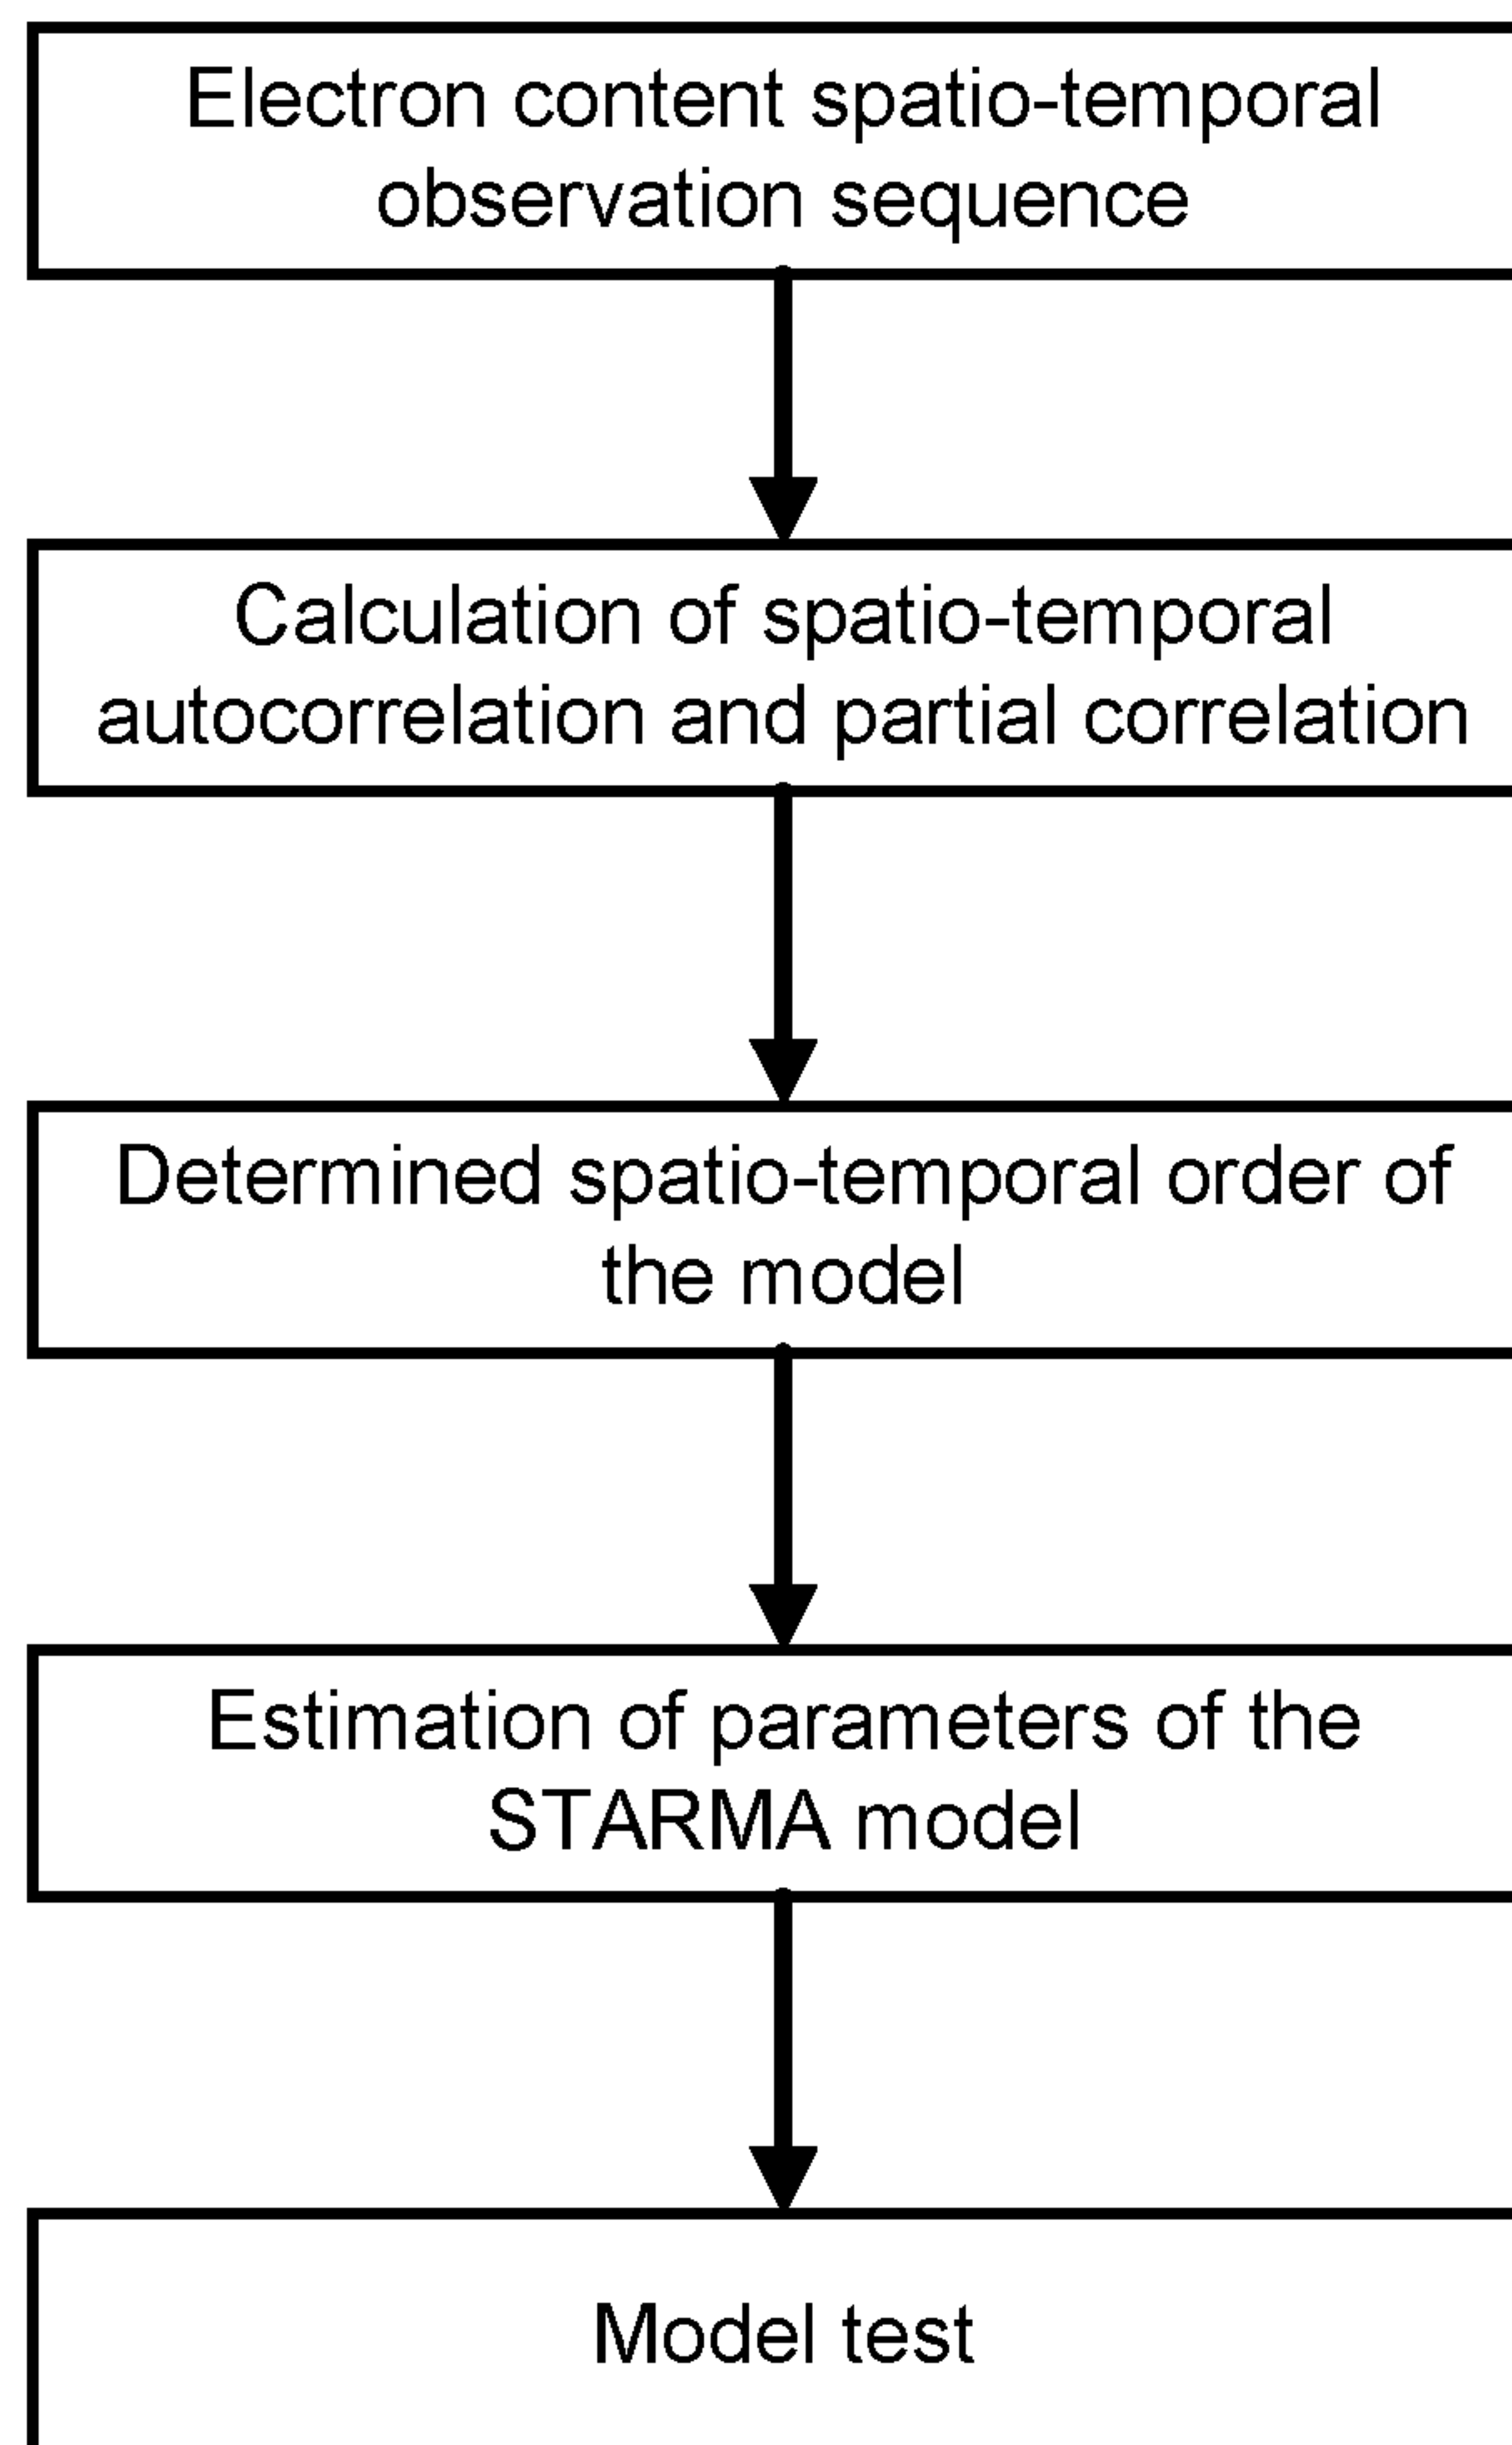 Electron content spatio-temporal
observation sequence
Calculation of spatio-temporal
autocorrelation and partial correlation
Determined spatio-temporal order of
the model
Estimation of parameters of the
STARMA model
Model test